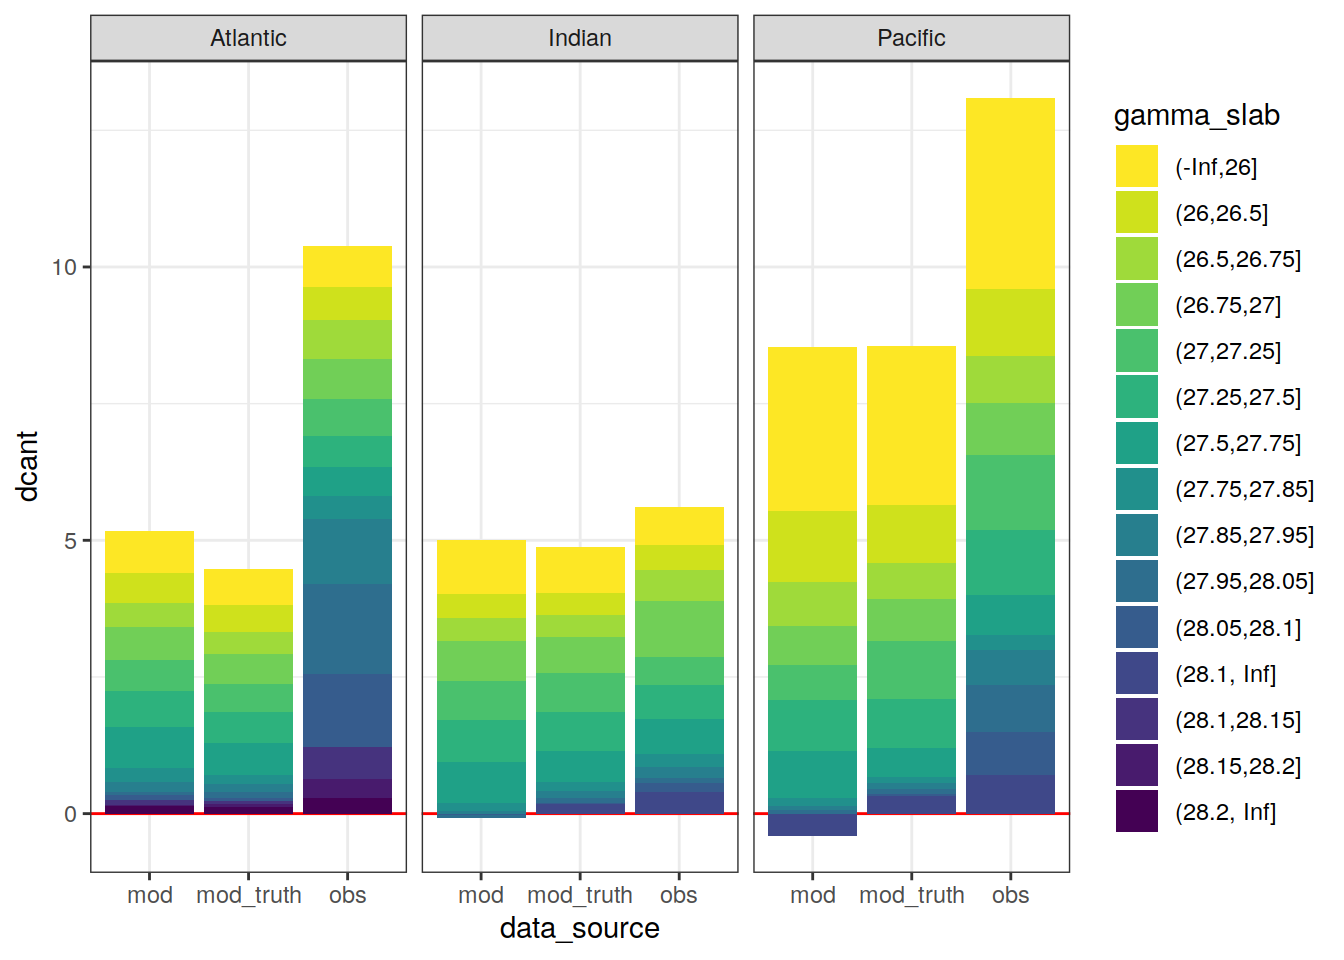 Atlantic Indian Pacific
gamma_slab
(-Inf,26]
(26,26.5]
(26.5,26.75]
(26.75,27]
(27,27.25]
(27.25,27.5]
(27.5,27.75]
(27.75,27.85]
(27.85,27.95]
(27.95,28.05]
(28.05,28.1]
(28.1, Inf]
(28.1,28.15]
(28.15,28.2]
(28.2, Inf]
10
5
0
dcant
mod mod_truth obs mod mod_truth obs mod mod_truth obs
data_source